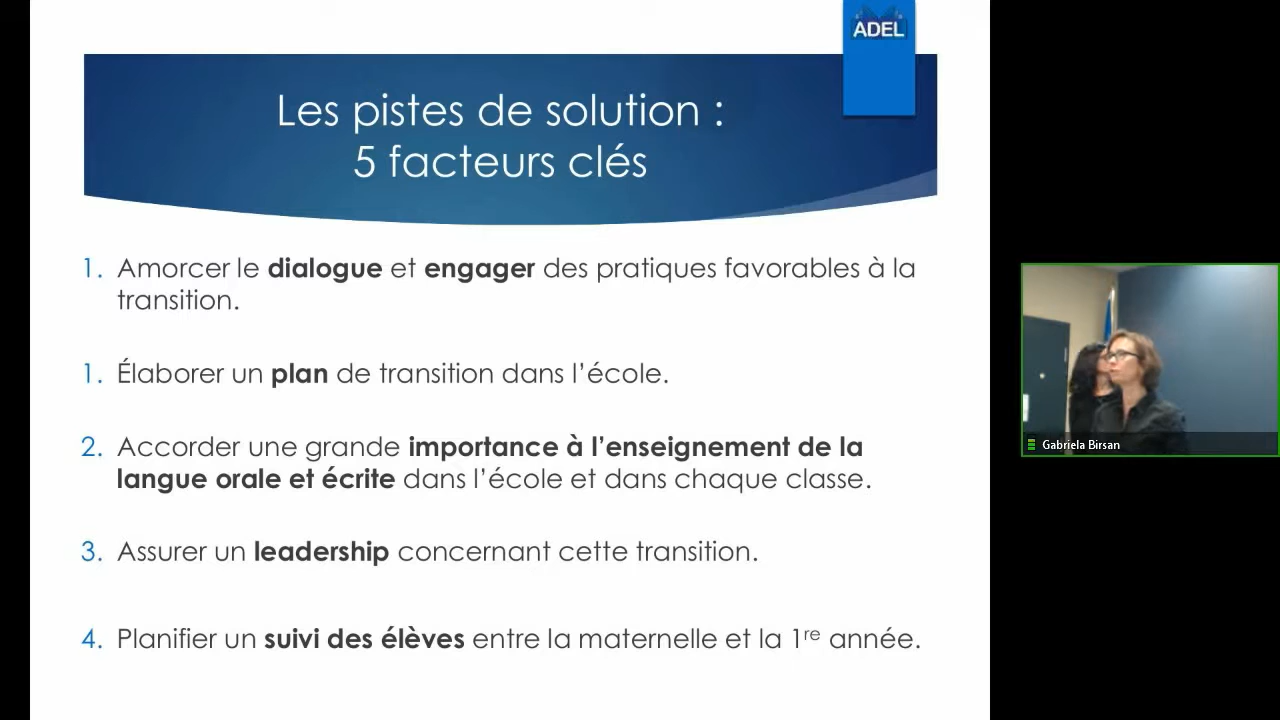 ADEL
Les pistes de solution :
5 facteurs clés
1. Amorcer le dialogue et engager des pratiques favorables à la
transition.
1. Élaborer un plan de transition dans l’école.
2. Accorder une grande importance à l’enseignement de la
langue orale et écrite dans l’école et dans chaque classe.
3. Assurer un leadership concernant cette transition.
4. Planifier un suivi des élèves entre la maternelle et la 1re année.
Gabriela Birsan